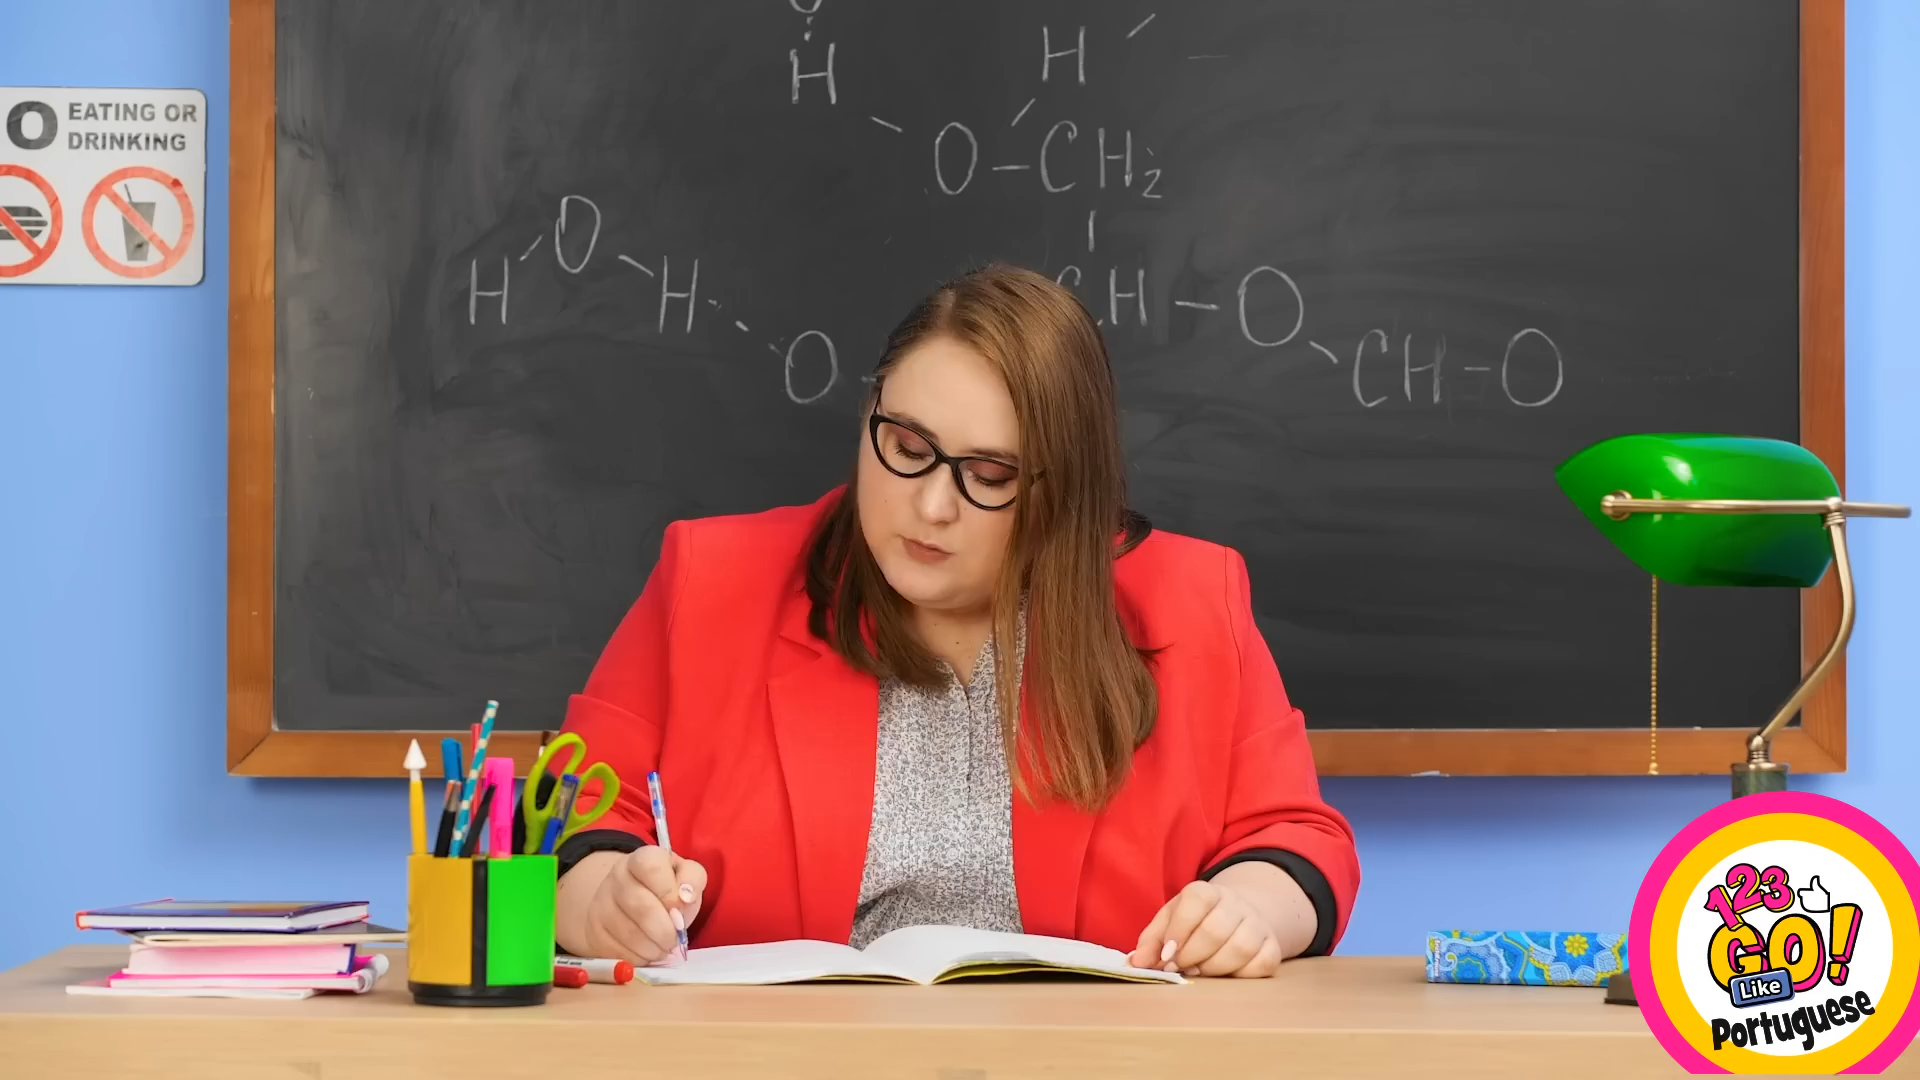 O EATING OR
DRINKING
H
H
O-CH2
H O H
CH-O
O
CH-O
123
GO!
Like
Portuguese